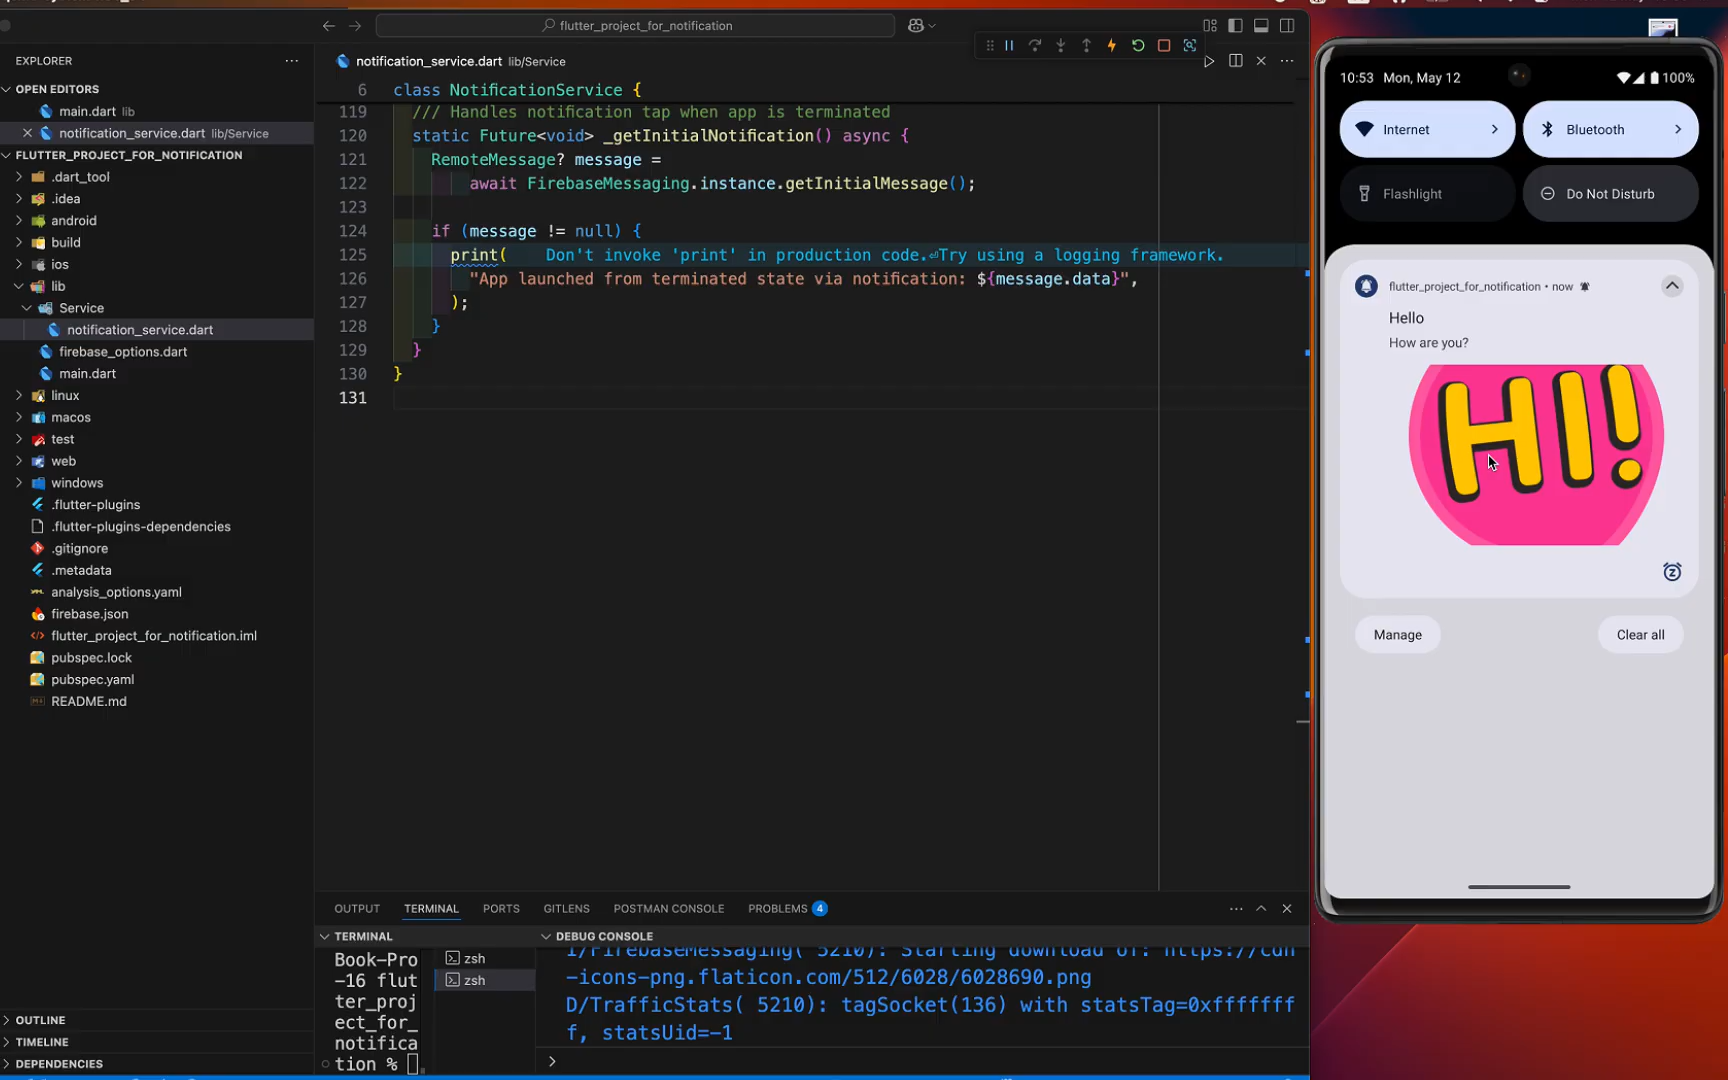 flutter_project_for_notification
EXPLORER
OPEN EDITORS
main.dart lib
notification_service.dart lib/Service
FLUTTER_PROJECT_FOR_NOTIFICATION
.dart_tool
.idea
android
build
ios
lib
Service
notification_service.dart
firebase_options.dart
main.dart
linux
macos
test
web
windows
.flutter-plugins
.flutter-plugins-dependencies
.gitignore
.metadata
analysis_options.yaml
firebase.json
flutter_project_for_notification.iml
pubspec.lock
pubspec.yaml
README.md
OUTLINE
TIMELINE
DEPENDENCIES
notification_service.dart lib/Service
6 class NotificationService {
119 /// Handles notification tap when app is terminated
120 static Future<void> _getInitialNotification() async {
121 RemoteMessage? message =
122 await FirebaseMessaging.instance.getInitialMessage();
123
124 if (message != null) {
125 print( Don't invoke 'print' in production code.⏎Try using a logging framework.
126 "App launched from terminated state via notification: ${message.data}",
127 );
128 }
129 }
130 }
131
OUTPUT TERMINAL PORTS GITLENS POSTMAN CONSOLE PROBLEMS 4
TERMINAL
Book-Pro
-16 flut
ter_proj
ect_for_
notifica
tion %
zsh
zsh
DEBUG CONSOLE
I/FirebaseMessaging( 5210): Starting download of: https://cdn
-icons-png.flaticon.com/512/6028/6028690.png
D/TrafficStats( 5210): tagSocket(136) with statsTag=0xfffffff
f, statsUid=-1
10:53 Mon, May 12 100%
Internet
Bluetooth
Flashlight
Do Not Disturb
flutter_project_for_notification • now
Hello
How are you?
HI!
Manage
Clear all